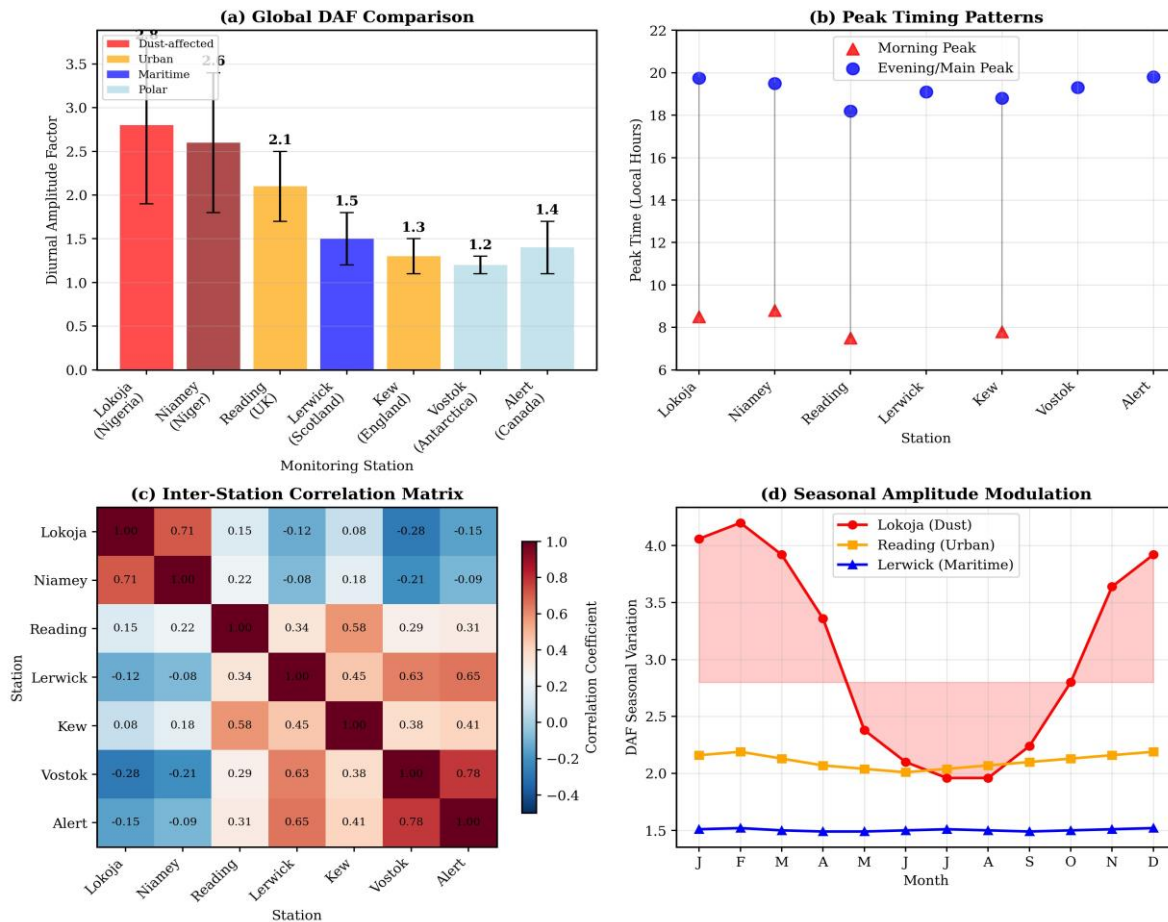 (a) Global DAF Comparison
2.8
Dust-affected
Urban
Maritime
Polar
2.6
2.1
1.5
1.3
1.2
1.4
Diurnal Amplitude Factor
3.5
3.0
2.5
2.0
1.5
1.0
0.5
0.0
Lokoja
(Nigeria)
Niamey
(Niger)
Reading
(UK)
Lerwick
(Scotland)
Kew
(England)
Vostok
(Antarctica)
Alert
(Canada)
Monitoring Station
(b) Peak Timing Patterns
Morning Peak
Evening/Main Peak
Peak Time (Local Hours)
22
20
18
16
14
12
10
8
6
Lokoja
Niamey
Reading
Lerwick
Kew
Vostok
Alert
Station
(c) Inter-Station Correlation Matrix
Station
Lokoja 1.00 0.71 0.15 -0.12 0.08 -0.28 -0.15
Niamey 0.71 1.00 0.22 -0.08 0.18 -0.21 -0.09
Reading 0.15 0.22 1.00 0.34 0.58 0.29 0.31
Lerwick -0.12 -0.08 0.34 1.00 0.45 0.63 0.65
Kew 0.08 0.18 0.58 0.45 1.00 0.38 0.41
Vostok -0.28 -0.21 0.29 0.63 0.38 1.00 0.78
Alert -0.15 -0.09 0.31 0.65 0.41 0.78 1.00
Lokoja
Niamey
Reading
Lerwick
Kew
Vostok
Alert
Station
1.0
0.8
0.6
0.4
0.2
0.0
−0.2
−0.4
Correlation Coefficient
(d) Seasonal Amplitude Modulation
Lokoja (Dust)
Reading (Urban)
Lerwick (Maritime)
DAF Seasonal Variation
4.0
3.5
3.0
2.5
2.0
1.5
J F M A M J J A S O N D
Month